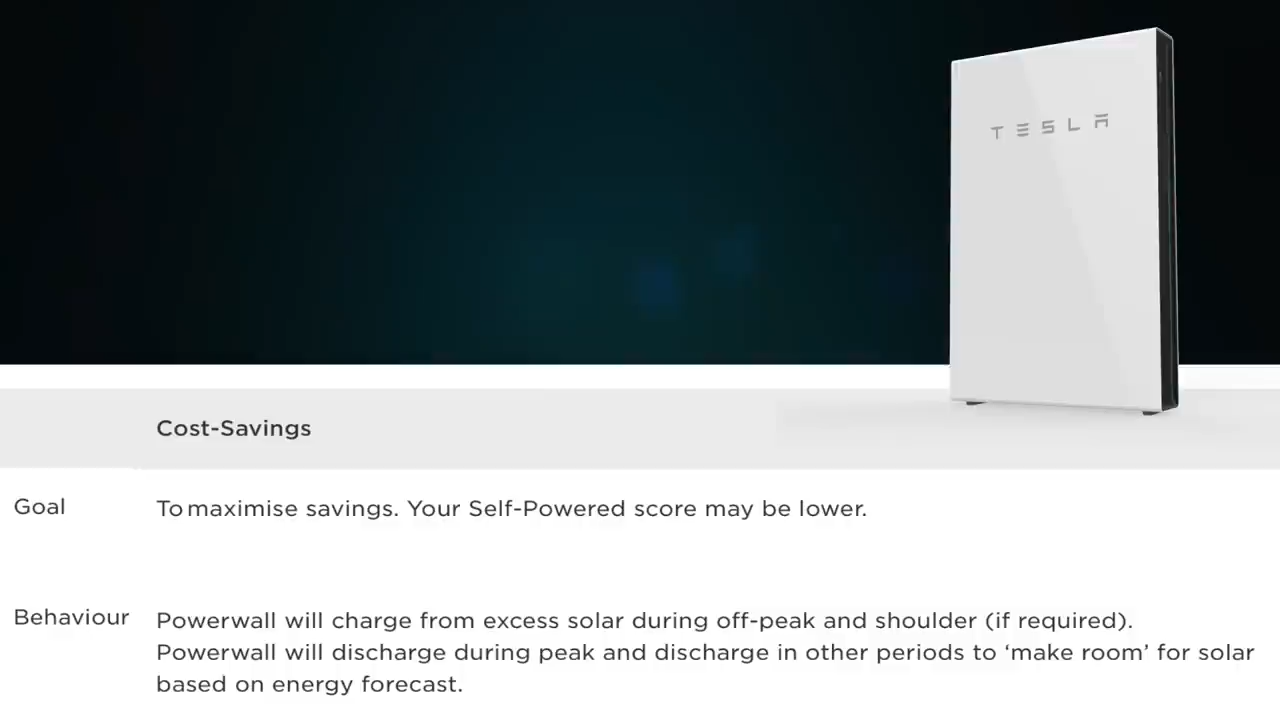 TESLA
Cost-Savings
Goal
To maximise savings. Your Self-Powered score may be lower.
Behaviour
Powerwall will charge from excess solar during off-peak and shoulder (if required).
Powerwall will discharge during peak and discharge in other periods to ‘make room’ for solar
based on energy forecast.